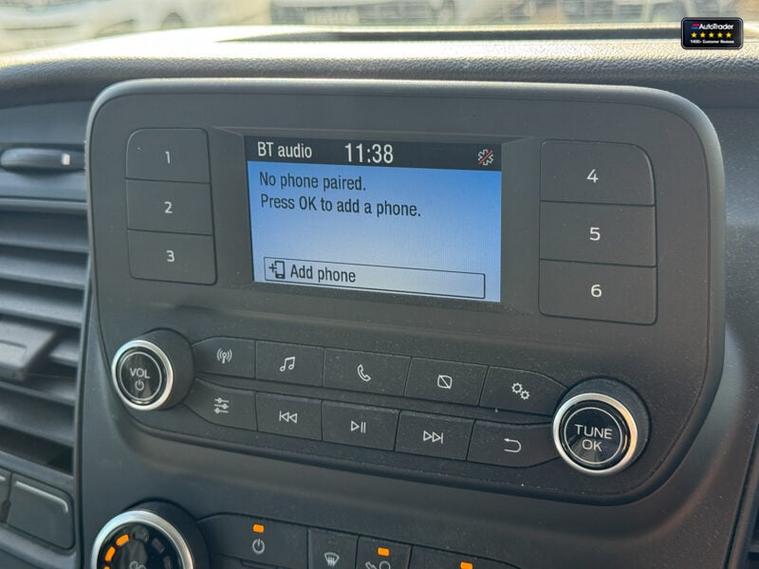 AutoTrader
BT audio 11:38
No phone paired.
Press OK to add a phone.
Add phone
1
2
3
4
5
6
VOL
TUNE
OK